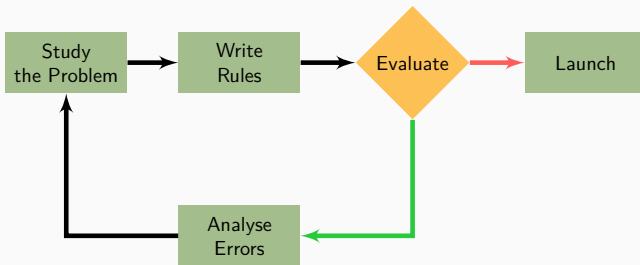 Study
the Problem
Write
Rules
Evaluate
Launch
Analyse
Errors